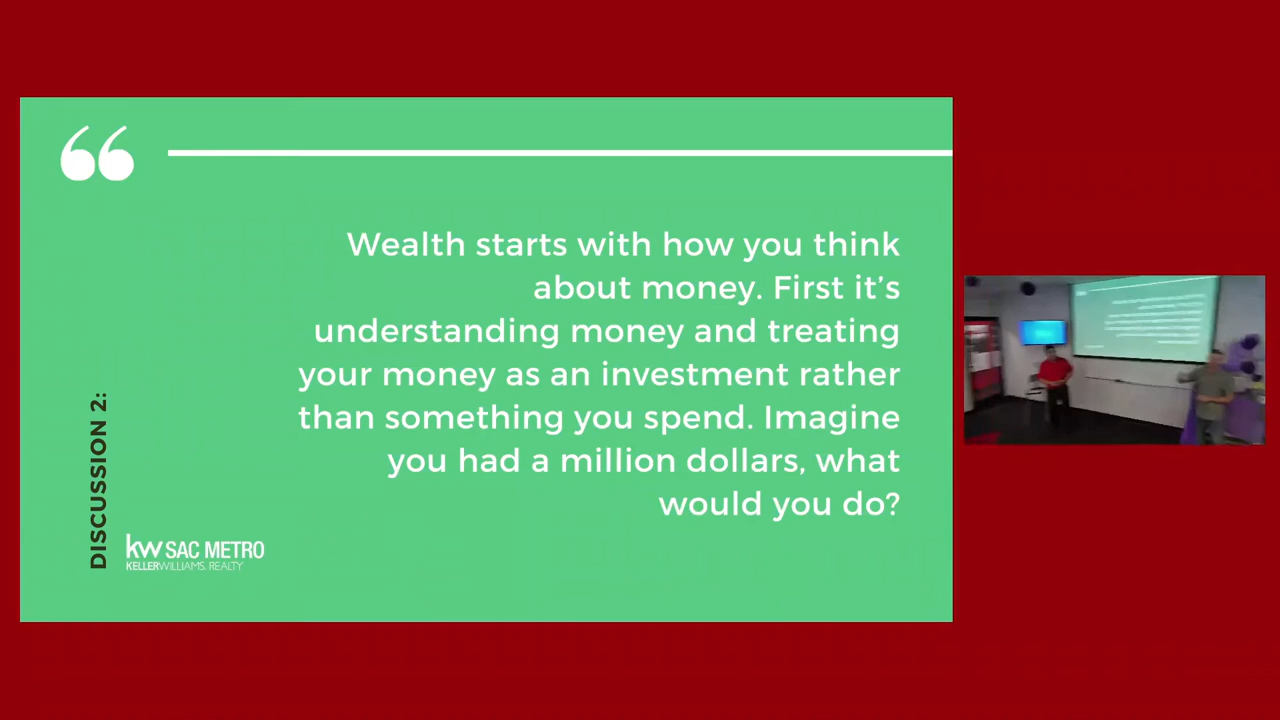 Wealth starts with how you think
about money. First it’s
understanding money and treating
your money as an investment rather
than something you spend. Imagine
you had a million dollars, what
would you do?
DISCUSSION 2:
kw SAC METRO
KELLERWILLIAMS. REALTY